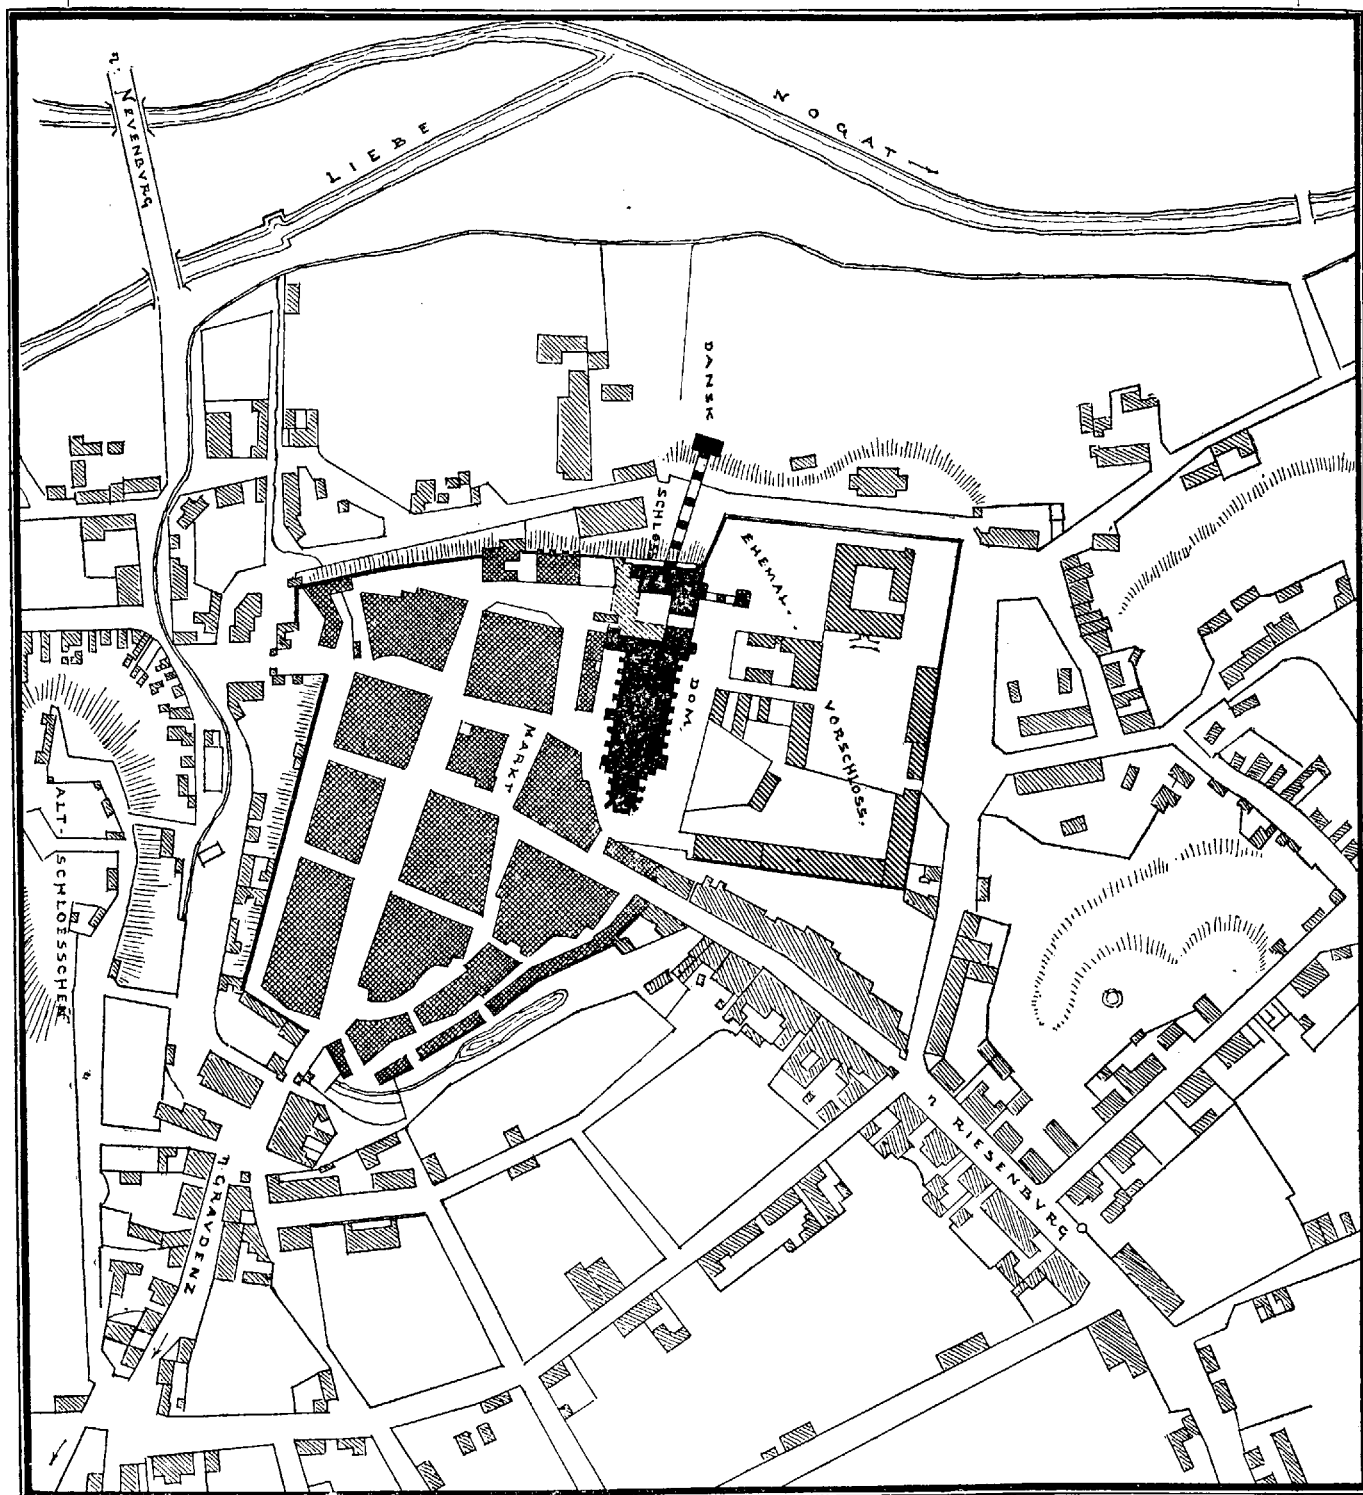 n. NEVENBVRG
LIEBE
NOGAT
DANSK
SCHLOSS
EHEMAL.
VORSCHLOSS.
DOM.
MARKT
ALT-
SCHLOESSCHEN
n. GRAVDENZ
n RIESENBVRG
n